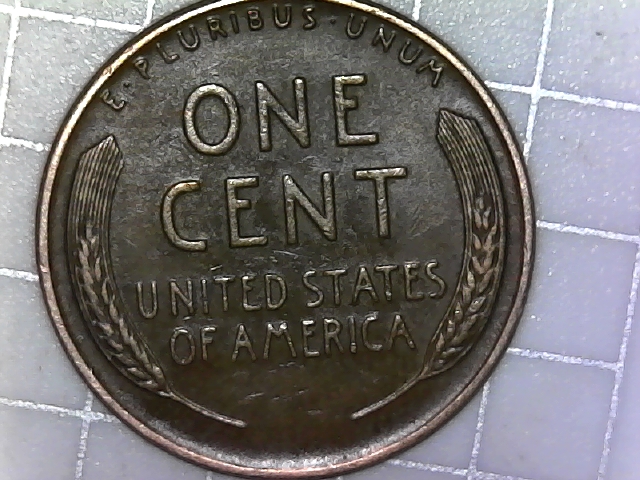 E·PLURIBUS·UNUM
ONE
CENT
UNITED STATES
OF AMERICA